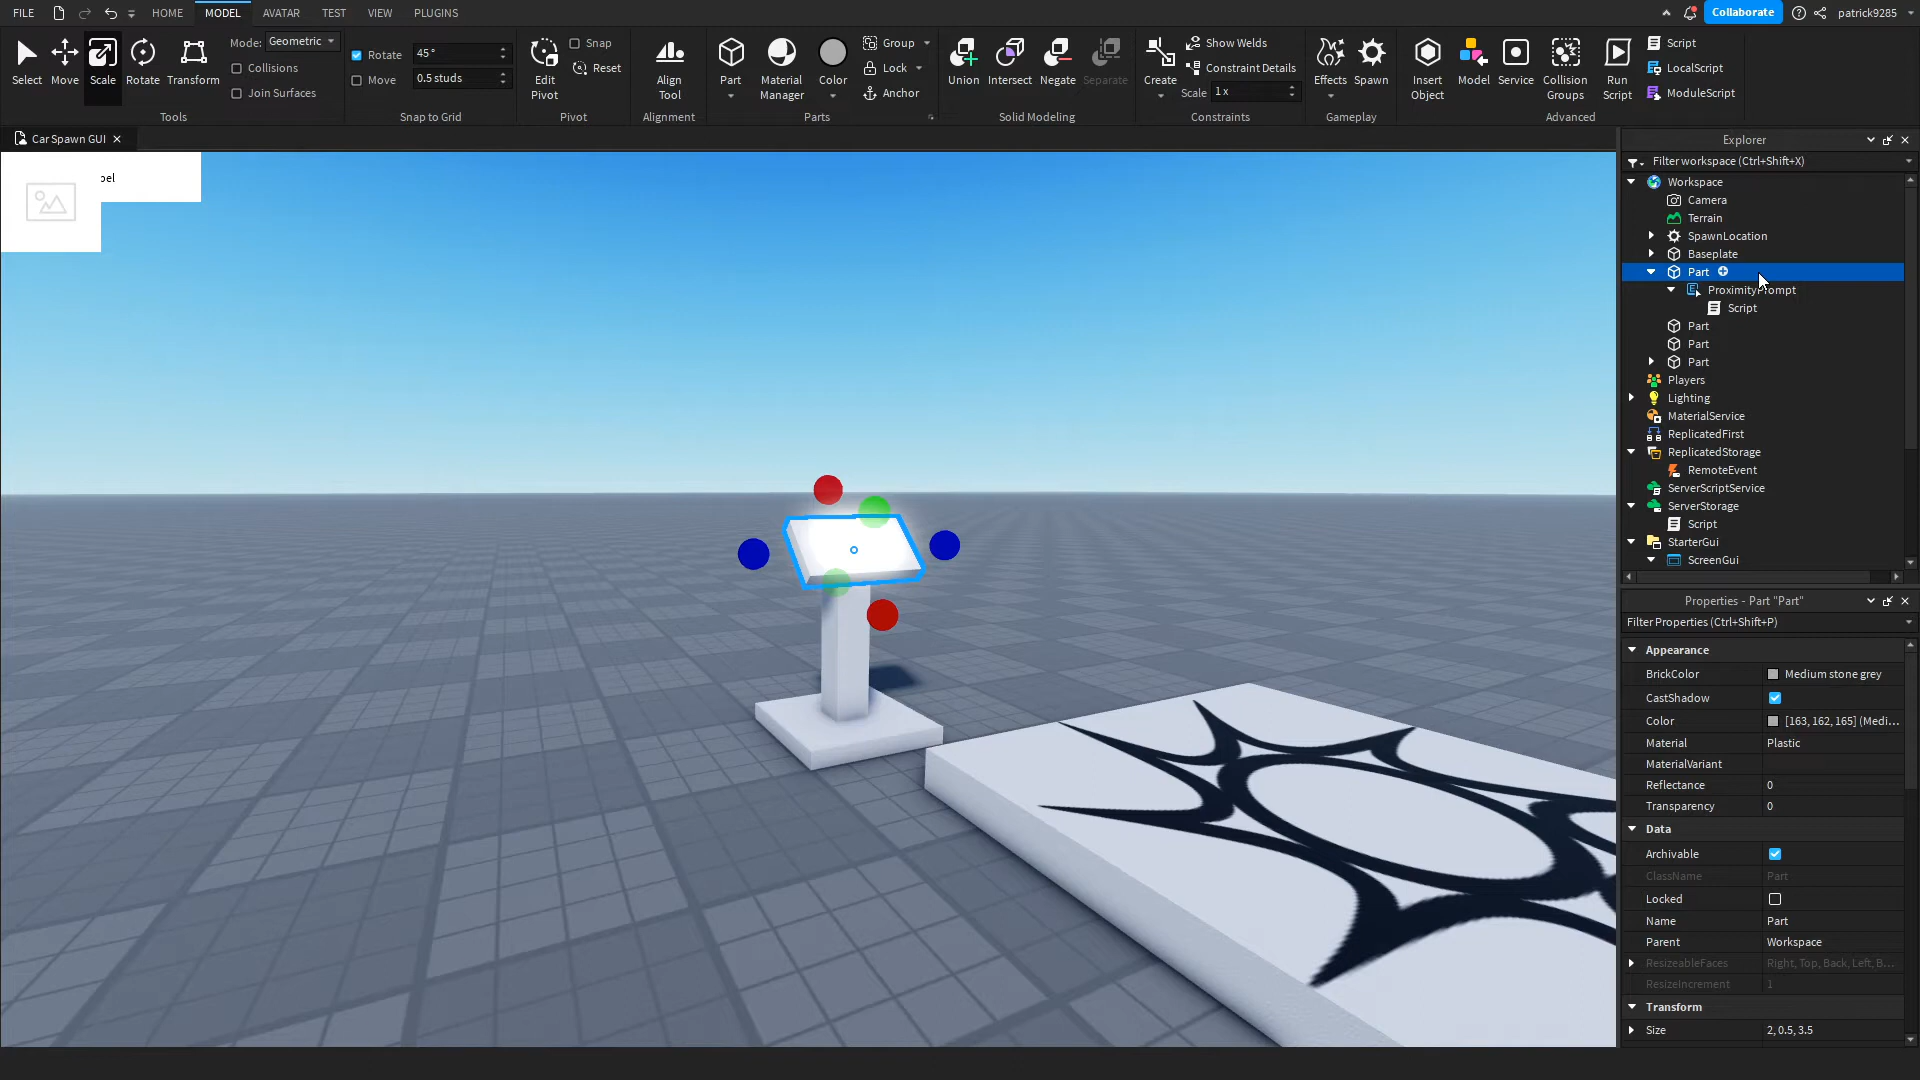 FILE HOME MODEL AVATAR TEST VIEW PLUGINS Collaborate patrick9285
Select Move Scale Rotate Transform
Mode: Geometric
Collisions
Join Surfaces
Tools
Rotate 45 °
Move 0.5 studs
Snap to Grid
Edit Pivot
Snap
Reset
Pivot
Align Tool
Alignment
Part Material Manager Color
Group
Lock
Anchor
Parts
Union Intersect Negate Separate
Solid Modeling
Create
Show Welds
Constraint Details
Scale 1 x
Constraints
Effects Spawn
Gameplay
Insert Object Model Service Collision Groups Run Script
Script
LocalScript
ModuleScript
Advanced
Car Spawn GUI
Explorer
Filter workspace (Ctrl+Shift+X)
Workspace
Camera
Terrain
SpawnLocation
Baseplate
Part
ProximityPrompt
Script
Part
Part
Part
Players
Lighting
MaterialService
ReplicatedFirst
ReplicatedStorage
RemoteEvent
ServerScriptService
ServerStorage
Script
StarterGui
ScreenGui
Properties - Part "Part"
Filter Properties (Ctrl+Shift+P)
Appearance
BrickColor Medium stone grey
CastShadow
Color [163, 162, 165] (Medi...
Material Plastic
MaterialVariant
Reflectance 0
Transparency 0
Data
Archivable
ClassName Part
Locked
Name Part
Parent Workspace
ResizeableFaces Right, Top, Back, Left, B...
ResizeIncrement 1
Transform
Size 2, 0.5, 3.5